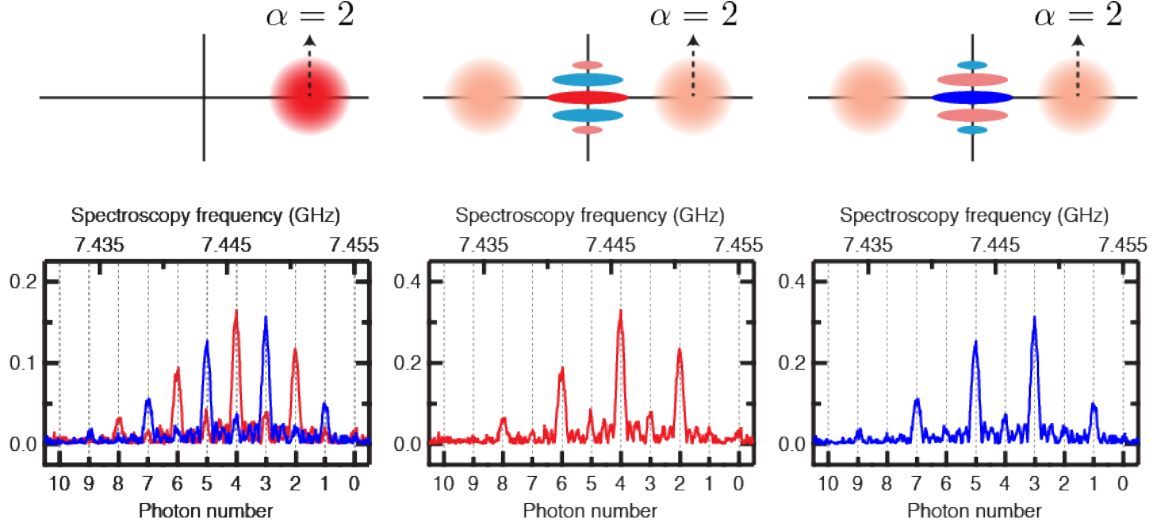 α = 2
α = 2
α = 2
Spectroscopy frequency (GHz)
7.435 7.445 7.455
0.2
0.1
0.0
10 9 8 7 6 5 4 3 2 1 0
Photon number
Spectroscopy frequency (GHz)
7.435 7.445 7.455
0.4
0.2
0.0
10 9 8 7 6 5 4 3 2 1 0
Photon number
Spectroscopy frequency (GHz)
7.435 7.445 7.455
0.4
0.2
0.0
10 9 8 7 6 5 4 3 2 1 0
Photon number